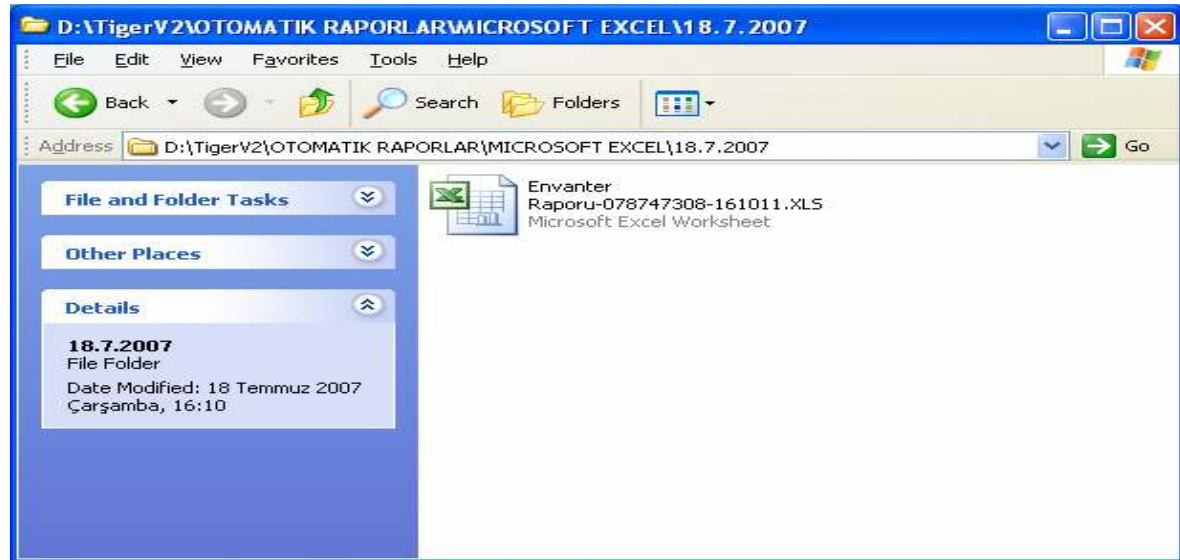 D:\TigerV2\OTOMATIK RAPORLAR\MICROSOFT EXCEL\18.7.2007
File Edit View Favorites Tools Help
Back Search Folders
Address D:\TigerV2\OTOMATIK RAPORLAR\MICROSOFT EXCEL\18.7.2007 Go
File and Folder Tasks
Other Places
Details
18.7.2007
File Folder
Date Modified: 18 Temmuz 2007
Çarşamba, 16:10
Envanter
Raporu-078747308-161011.XLS
Microsoft Excel Worksheet